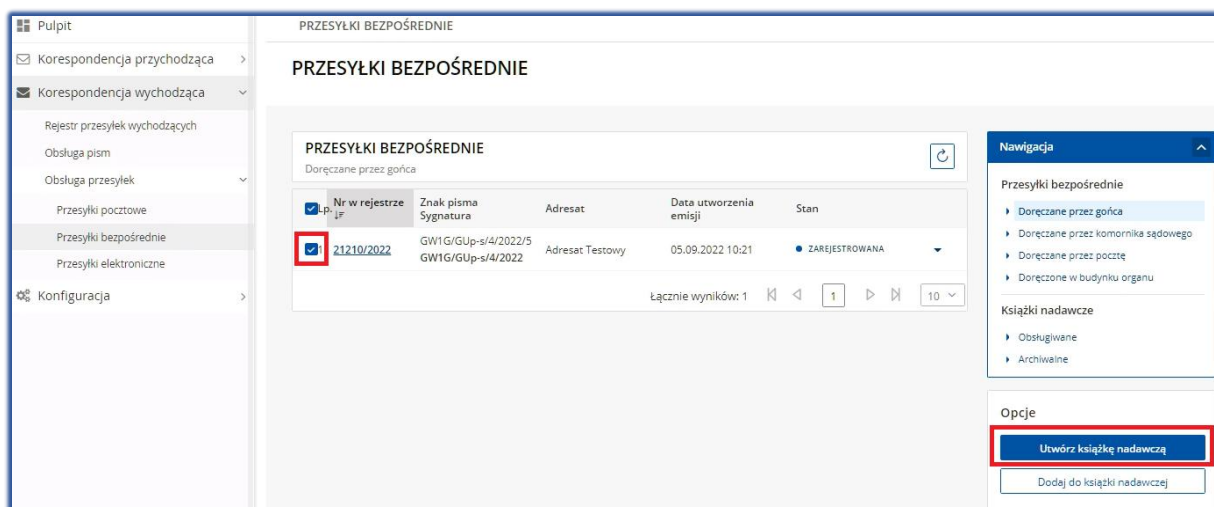 Pulpit
Korespondencja przychodząca
Korespondencja wychodząca
Rejestr przesyłek wychodzących
Obsługa pism
Obsługa przesyłek
Przesyłki pocztowe
Przesyłki bezpośrednie
Przesyłki elektroniczne
Konfiguracja
PRZESYŁKI BEZPOŚREDNIE
PRZESYŁKI BEZPOŚREDNIE
PRZESYŁKI BEZPOŚREDNIE
Doręczane przez gońca
Lp. Nr w rejestrze Znak pisma Sygnatura Adresat Data utworzenia emisji Stan
1 21210/2022 GW1G/GUp-s/4/2022/5 GW1G/GUp-s/4/2022 Adresat Testowy 05.09.2022 10:21 ZAREJESTROWANA
Łącznie wyników: 1 1 10
Nawigacja
Przesyłki bezpośrednie
Doręczane przez gońca
Doręczane przez komornika sądowego
Doręczane przez pocztę
Doręczone w budynku organu
Książki nadawcze
Obsługiwane
Archiwalne
Opcje
Utwórz książkę nadawczą
Dodaj do książki nadawczej